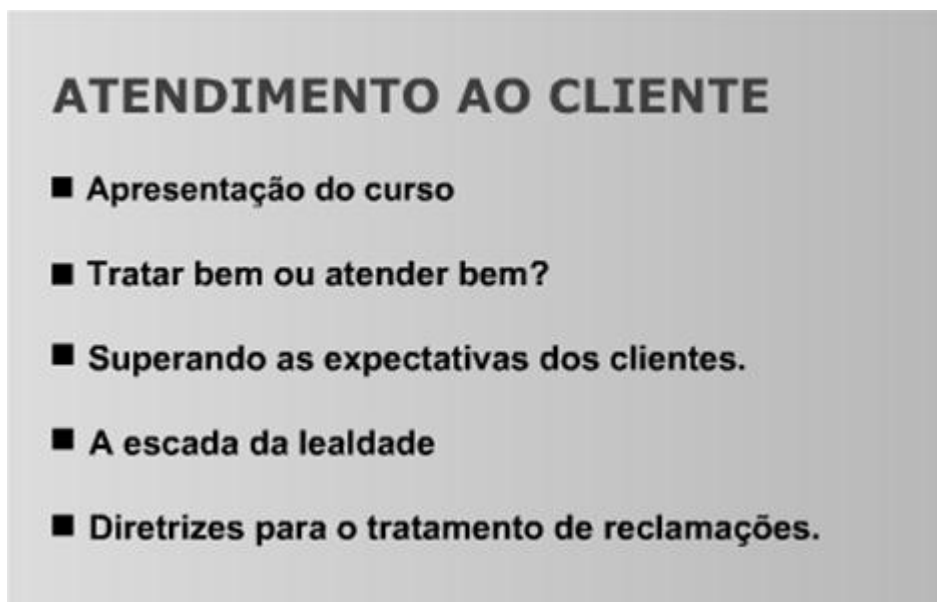 ATENDIMENTO AO CLIENTE
■ Apresentação do curso
■ Tratar bem ou atender bem?
■ Superando as expectativas dos clientes.
■ A escada da lealdade
■ Diretrizes para o tratamento de reclamações.